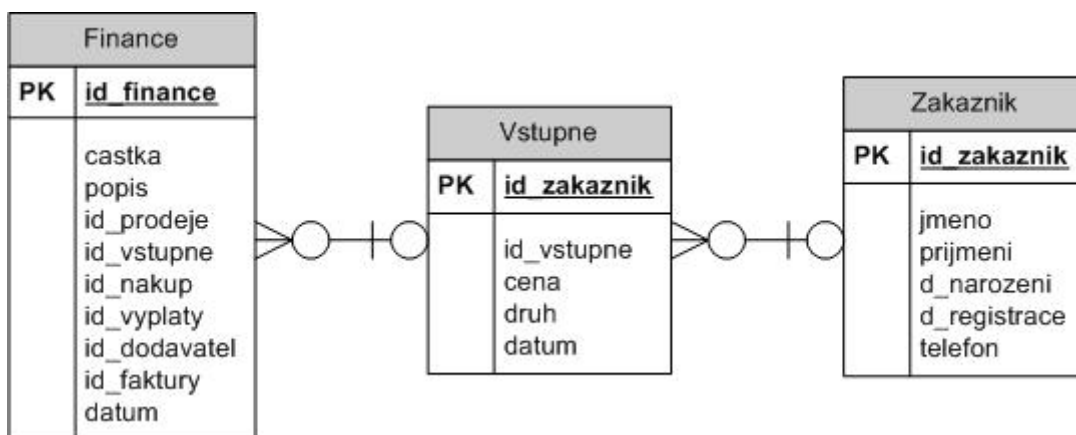 Finance
PK id_finance
castka
popis
id_prodeje
id_vstupne
id_nakup
id_vyplaty
id_dodavatel
id_faktury
datum
Vstupne
PK id_zakaznik
id_vstupne
cena
druh
datum
Zakaznik
PK id_zakaznik
jmeno
prijmeni
d_narozeni
d_registrace
telefon